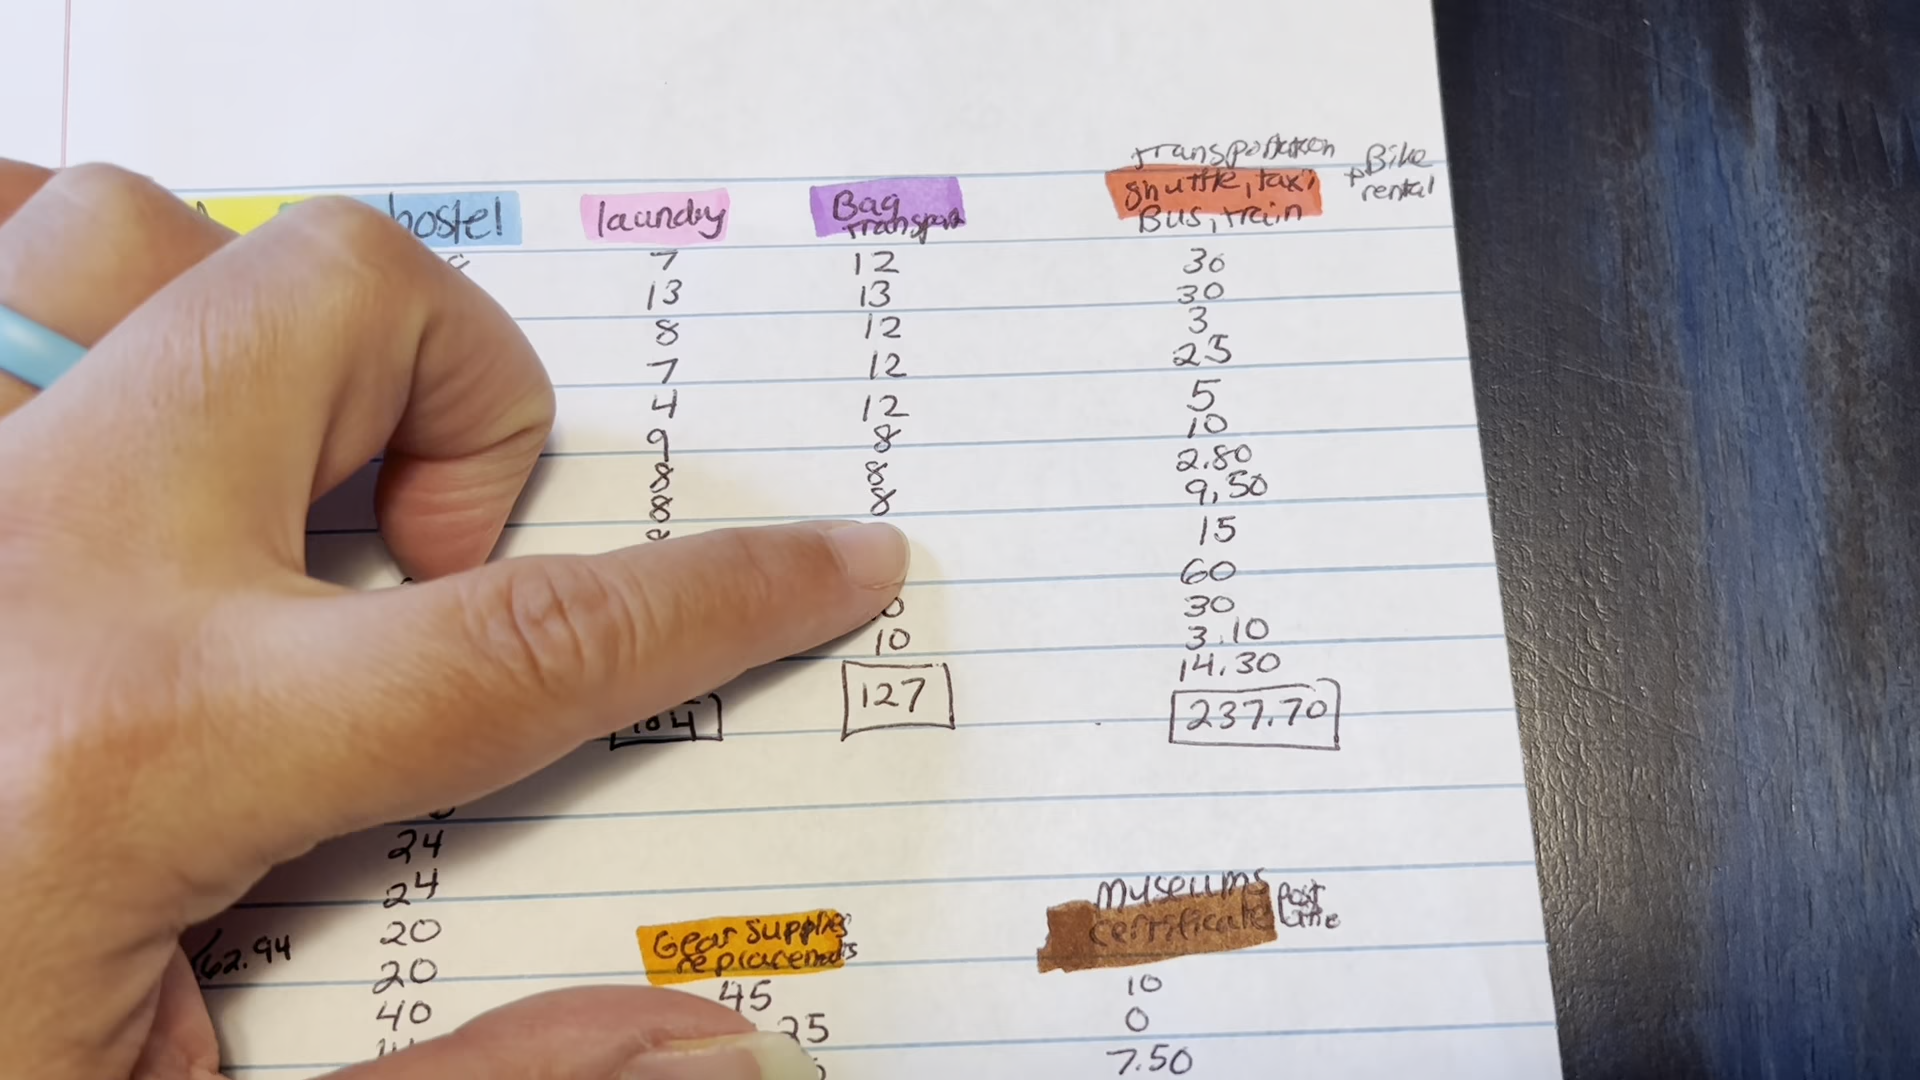 transportation + Bike
hostel laundry Bag shuttle, taxi rental
transport Bus, train
7 12 30
13 13 30
8 12 3
7 12 25
4 12 5
9 8 10
8 8 2.80
8 8 9,50
15
60
30
10 3.10
14.30
127 237.70
24
24 museums post
20 Gear supplies certificate
62.94 replacements
20 45 10
40 25 0
7.50